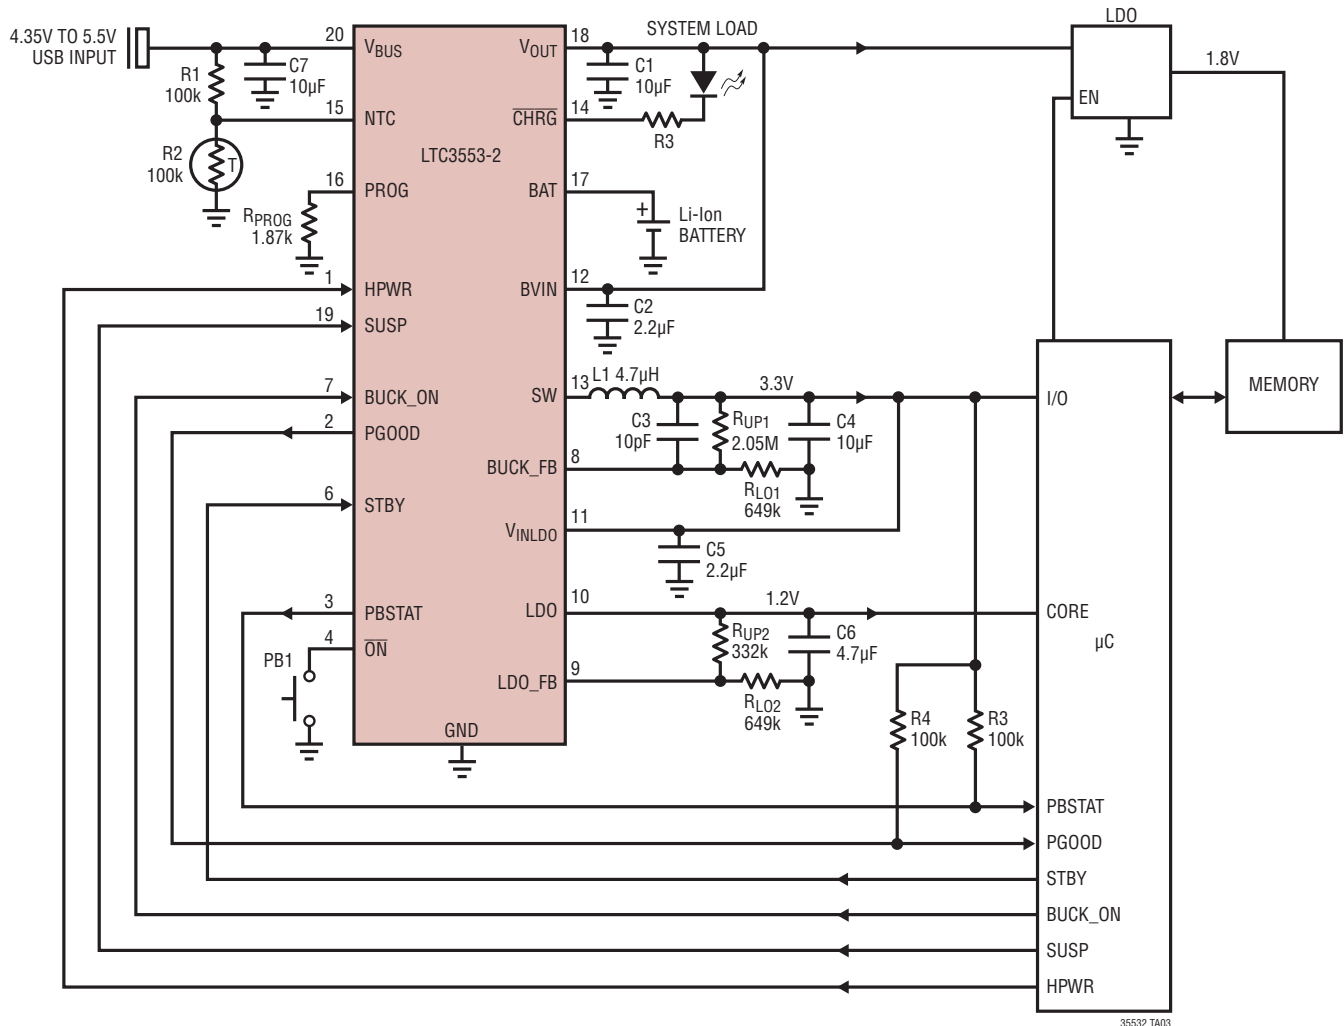 4.35V TO 5.5V
USB INPUT
R1
100k
C7
10µF
R2
100k
T
RPROG
1.87k
20
VBUS
15
NTC
16
PROG
1
HPWR
19
SUSP
7
BUCK_ON
2
PGOOD
6
STBY
3
PBSTAT
4
ON
PB1
LTC3553-2
GND
VOUT
18
CHRG
14
BAT
17
BVIN
12
SW
13
BUCK_FB
8
VINLDO
11
LDO
10
LDO_FB
9
SYSTEM LOAD
C1
10µF
R3
+
Li-Ion
BATTERY
C2
2.2µF
L1 4.7µH
3.3V
C3
10pF
RUP1
2.05M
C4
10µF
RLO1
649k
C5
2.2µF
1.2V
RUP2
332k
C6
4.7µF
RLO2
649k
R4
100k
R3
100k
LDO
EN
1.8V
MEMORY
I/O
CORE
µC
PBSTAT
PGOOD
STBY
BUCK_ON
SUSP
HPWR
35532 TA03